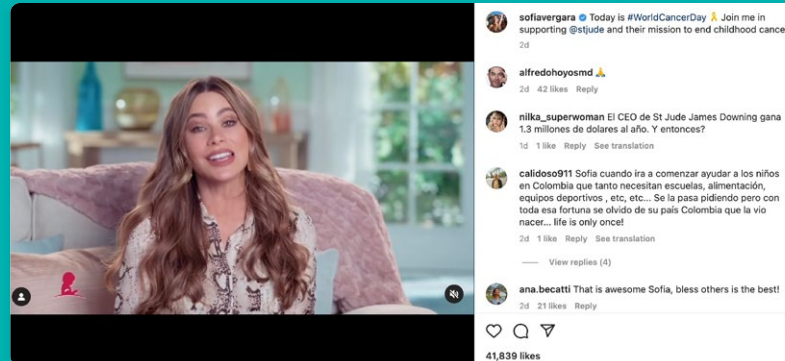 sofiavergara Today is #WorldCancerDay 🎗️ Join me in
supporting @stjude and their mission to end childhood cance
2d
alfredohoyosmd 🙏
2d 42 likes Reply
nilka_superwoman El CEO de St Jude James Downing gana
1.3 millones de dolares al año. Y entonces?
1d 1 like Reply See translation
calidoso911 Sofia cuando ira a comenzar ayudar a los niños
en Colombia que tanto necesitan escuelas, alimentación,
equipos deportivos , etc, etc... Se la pasa pidiendo pero con
toda esa fortuna se olvido de su país Colombia que la vio
nacer... life is only once!
2d 1 like Reply See translation
View replies (4)
ana.becatti That is awesome Sofia, bless others is the best!
2d 21 likes Reply
41,839 likes